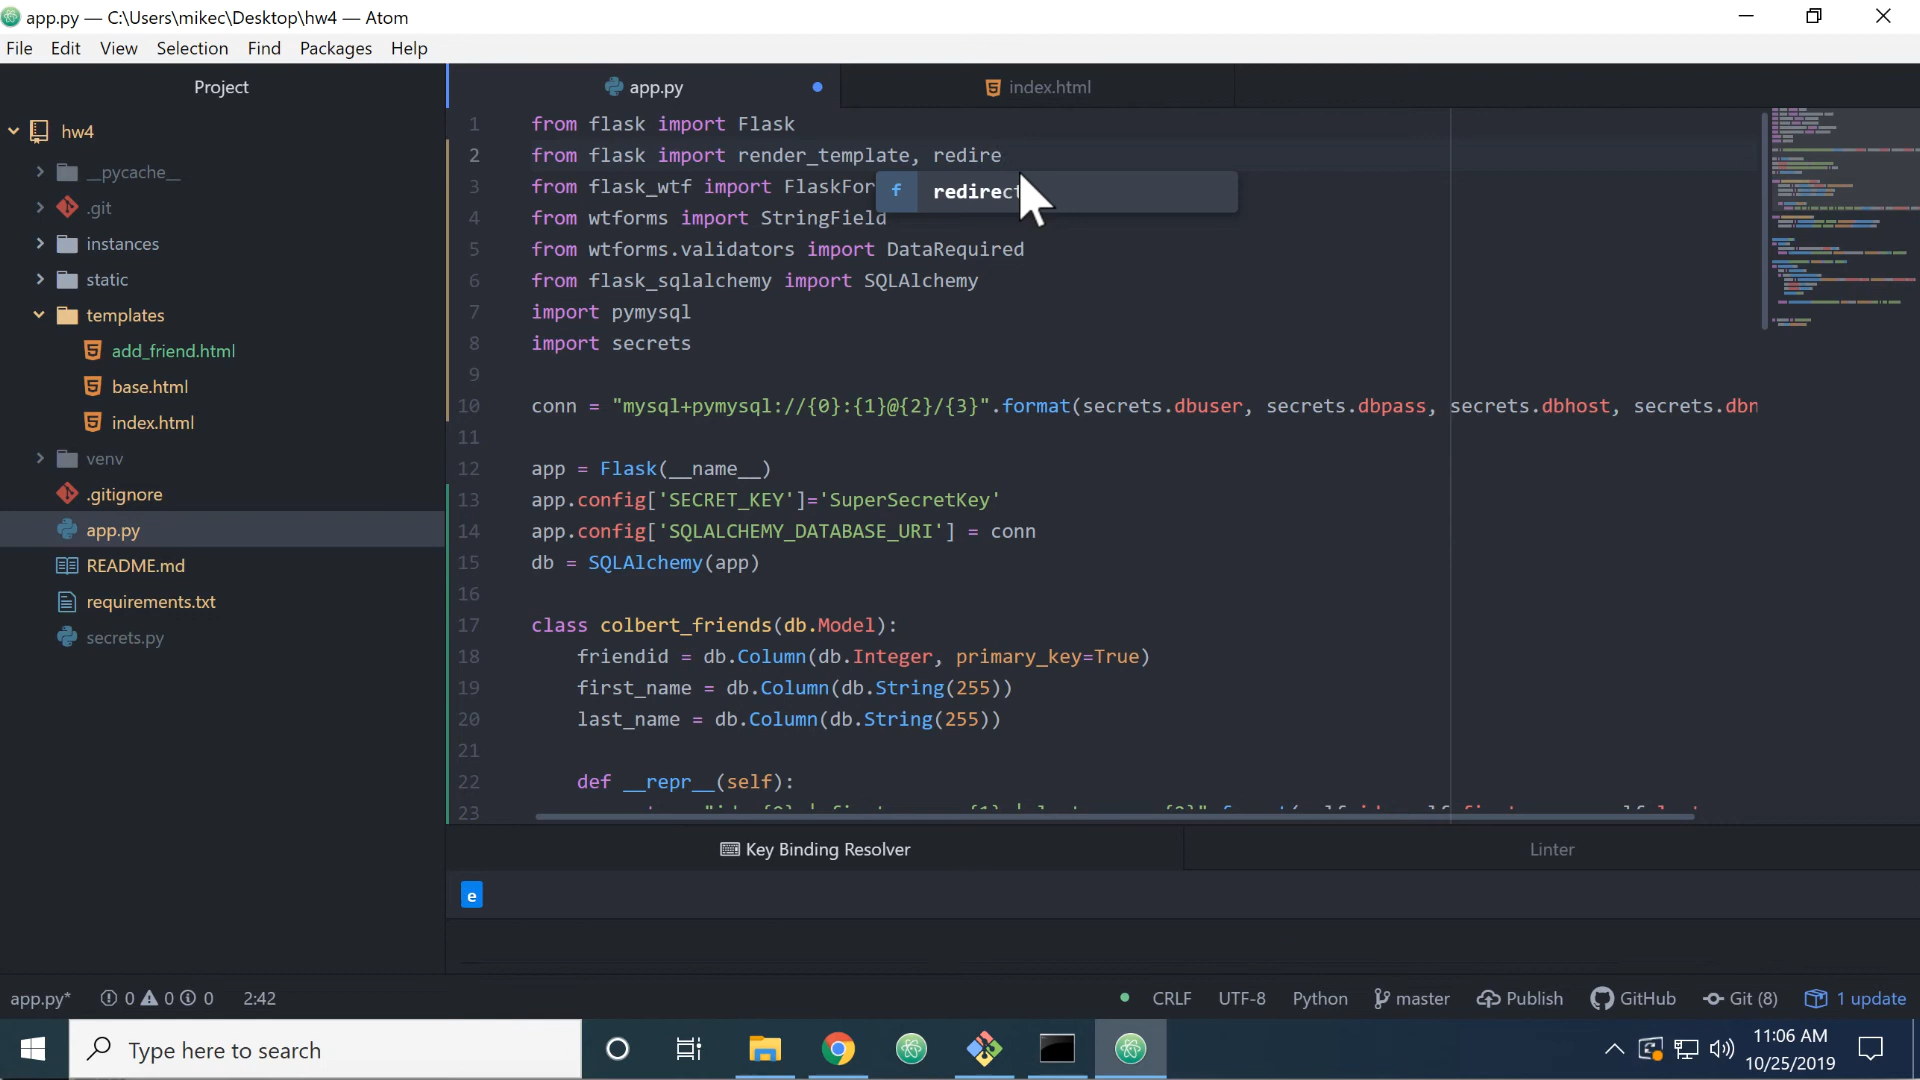 app.py — C:\Users\mikec\Desktop\hw4 — Atom
File Edit View Selection Find Packages Help
Project
hw4
__pycache__
.git
instances
static
templates
add_friend.html
base.html
index.html
venv
.gitignore
app.py
README.md
requirements.txt
secrets.py
app.py
index.html
1 from flask import Flask
2 from flask import render_template, redire
3 from flask_wtf import FlaskFor
f redirect
4 from wtforms import StringField
5 from wtforms.validators import DataRequired
6 from flask_sqlalchemy import SQLAlchemy
7 import pymysql
8 import secrets
9
10 conn = "mysql+pymysql://{0}:{1}@{2}/{3}".format(secrets.dbuser, secrets.dbpass, secrets.dbhost, secrets.dbn
11
12 app = Flask(__name__)
13 app.config['SECRET_KEY']='SuperSecretKey'
14 app.config['SQLALCHEMY_DATABASE_URI'] = conn
15 db = SQLAlchemy(app)
16
17 class colbert_friends(db.Model):
18 friendid = db.Column(db.Integer, primary_key=True)
19 first_name = db.Column(db.String(255))
20 last_name = db.Column(db.String(255))
21
22 def __repr__(self):
23
Key Binding Resolver
Linter
e
app.py* 0 0 0 2:42
CRLF UTF-8 Python master Publish GitHub Git (8) 1 update
Type here to search
11:06 AM
10/25/2019